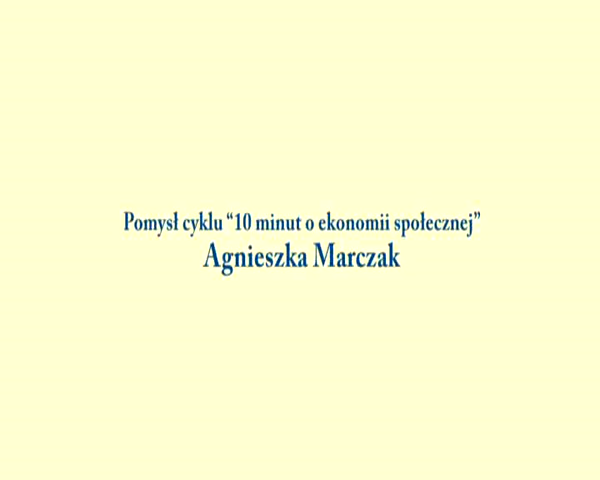 Pomysł cyklu “10 minut o ekonomii społecznej”
Agnieszka Marczak